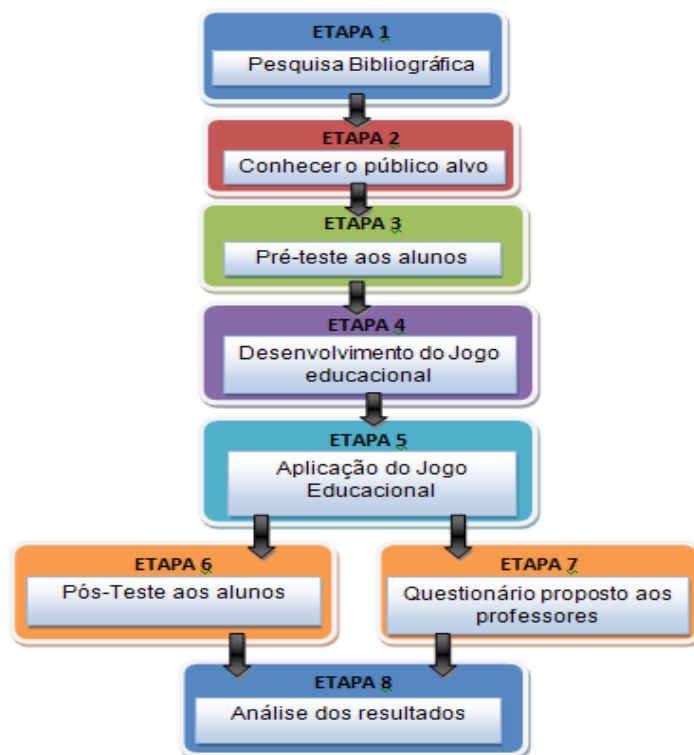 ETAPA 1
Pesquisa Bibliográfica
ETAPA 2
Conhecer o público alvo
ETAPA 3
Pré-teste aos alunos
ETAPA 4
Desenvolvimento do Jogo
educacional
ETAPA 5
Aplicação do Jogo
Educacional
ETAPA 6
Pós-Teste aos alunos
ETAPA 7
Questionário proposto aos
professores
ETAPA 8
Análise dos resultados